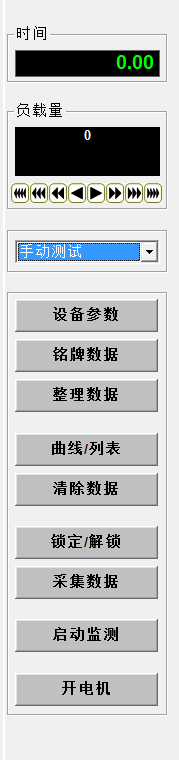 时间
0.00
负载量
0
手动测试
设备参数
铭牌数据
整理数据
曲线/列表
清除数据
锁定/解锁
采集数据
启动监测
开电机